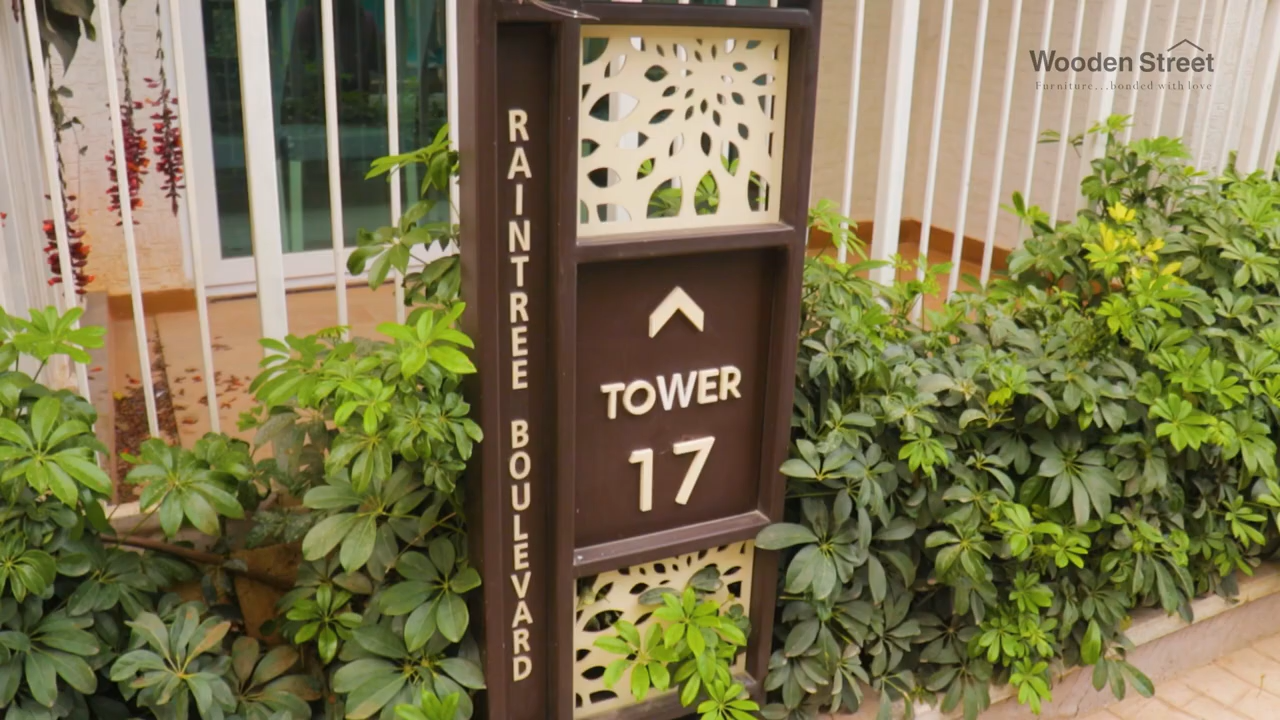 RAINTREE BOULEVARD
TOWER
17
Wooden Street
Furniture...bonded with love